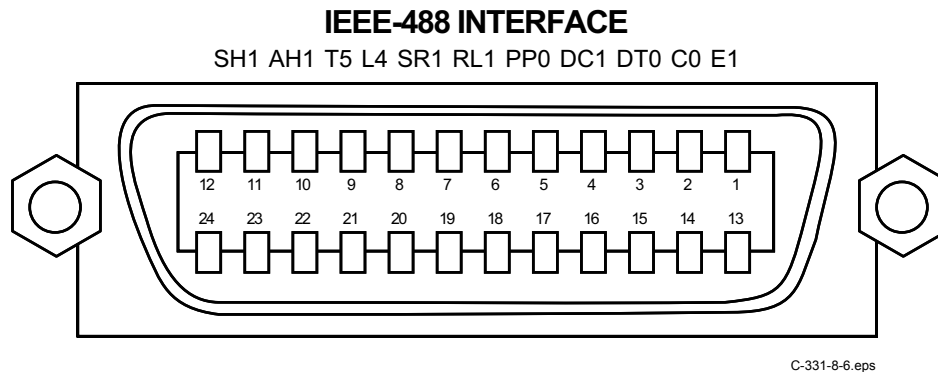 IEEE-488 INTERFACE
SH1 AH1 T5 L4 SR1 RL1 PP0 DC1 DT0 C0 E1
12 11 10 9 8 7 6 5 4 3 2 1
24 23 22 21 20 19 18 17 16 15 14 13
C-331-8-6.eps